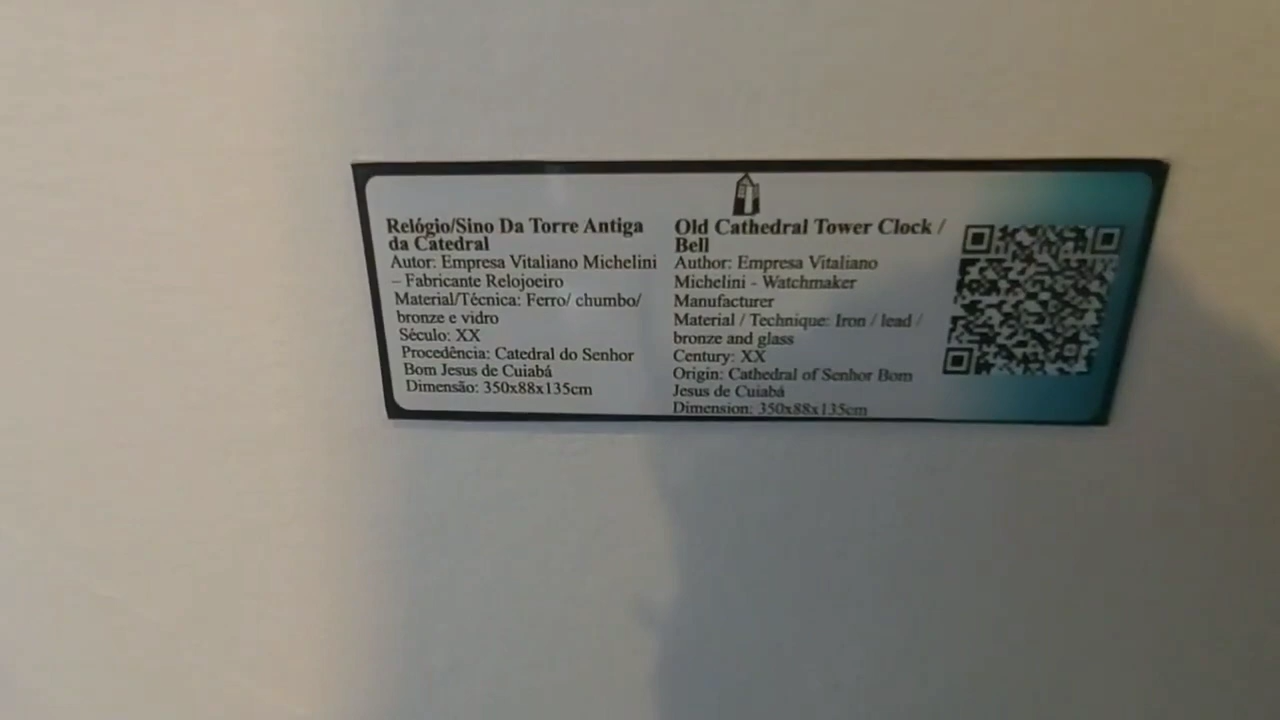 Relógio/Sino Da Torre Antiga
da Catedral
Autor: Empresa Vitaliano Michelini
– Fabricante Relojoeiro
Material/Técnica: Ferro/ chumbo/
bronze e vidro
Século: XX
Procedência: Catedral do Senhor
Bom Jesus de Cuiabá
Dimensão: 350x88x135cm
Old Cathedral Tower Clock /
Bell
Author: Empresa Vitaliano
Michelini - Watchmaker
Manufacturer
Material / Technique: Iron / lead /
bronze and glass
Century: XX
Origin: Cathedral of Senhor Bom
Jesus de Cuiabá
Dimension: 350x88x135cm